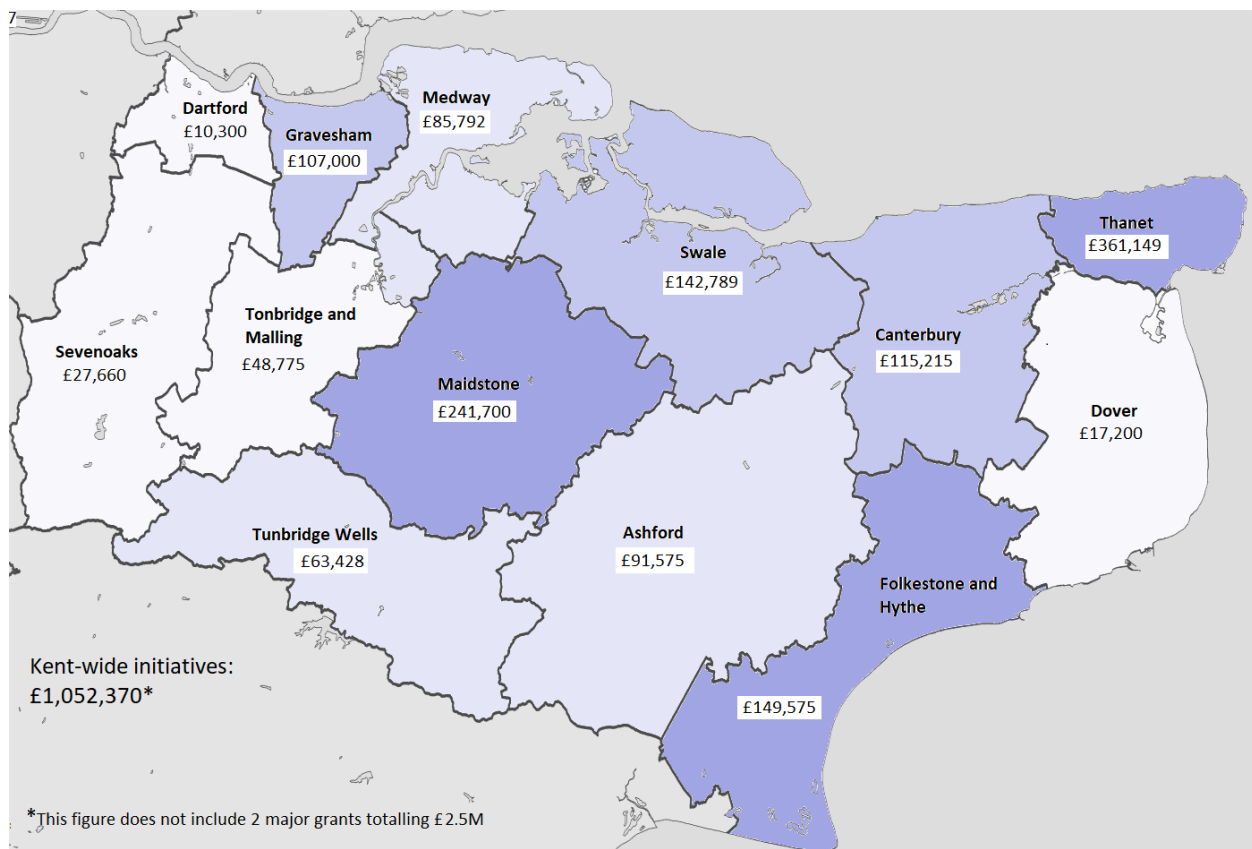 7
Dartford
£10,300
Gravesham
£107,000
Medway
£85,792
Swale
£142,789
Thanet
£361,149
Canterbury
£115,215
Sevenoaks
£27,660
Tonbridge and
Malling
£48,775
Maidstone
£241,700
Dover
£17,200
Tunbridge Wells
£63,428
Ashford
£91,575
Folkestone and
Hythe
£149,575
Kent-wide initiatives:
£1,052,370*
*This figure does not include 2 major grants totalling £2.5M